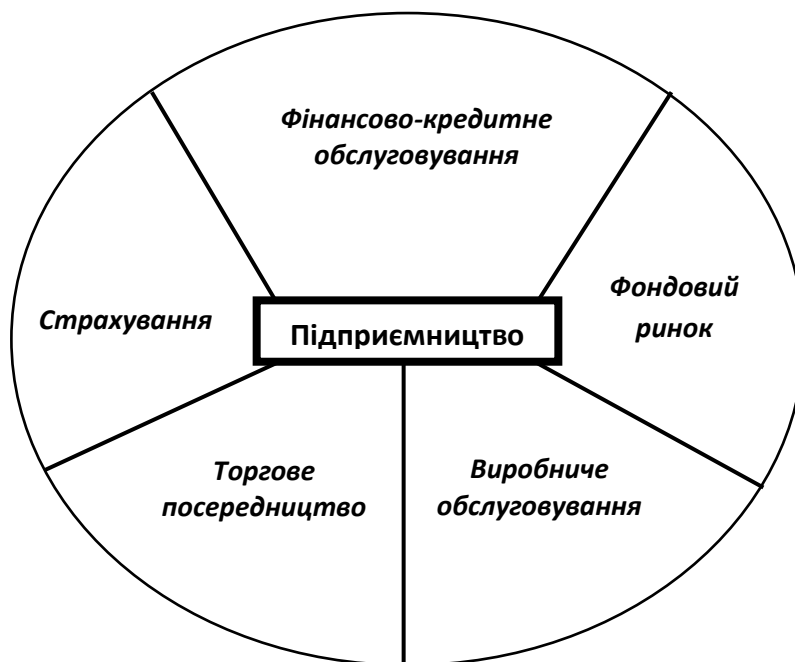 Фінансово-кредитне
обслуговування
Страхування
Підприємництво
Фондовий
ринок
Торгове
посередництво
Виробниче
обслуговування